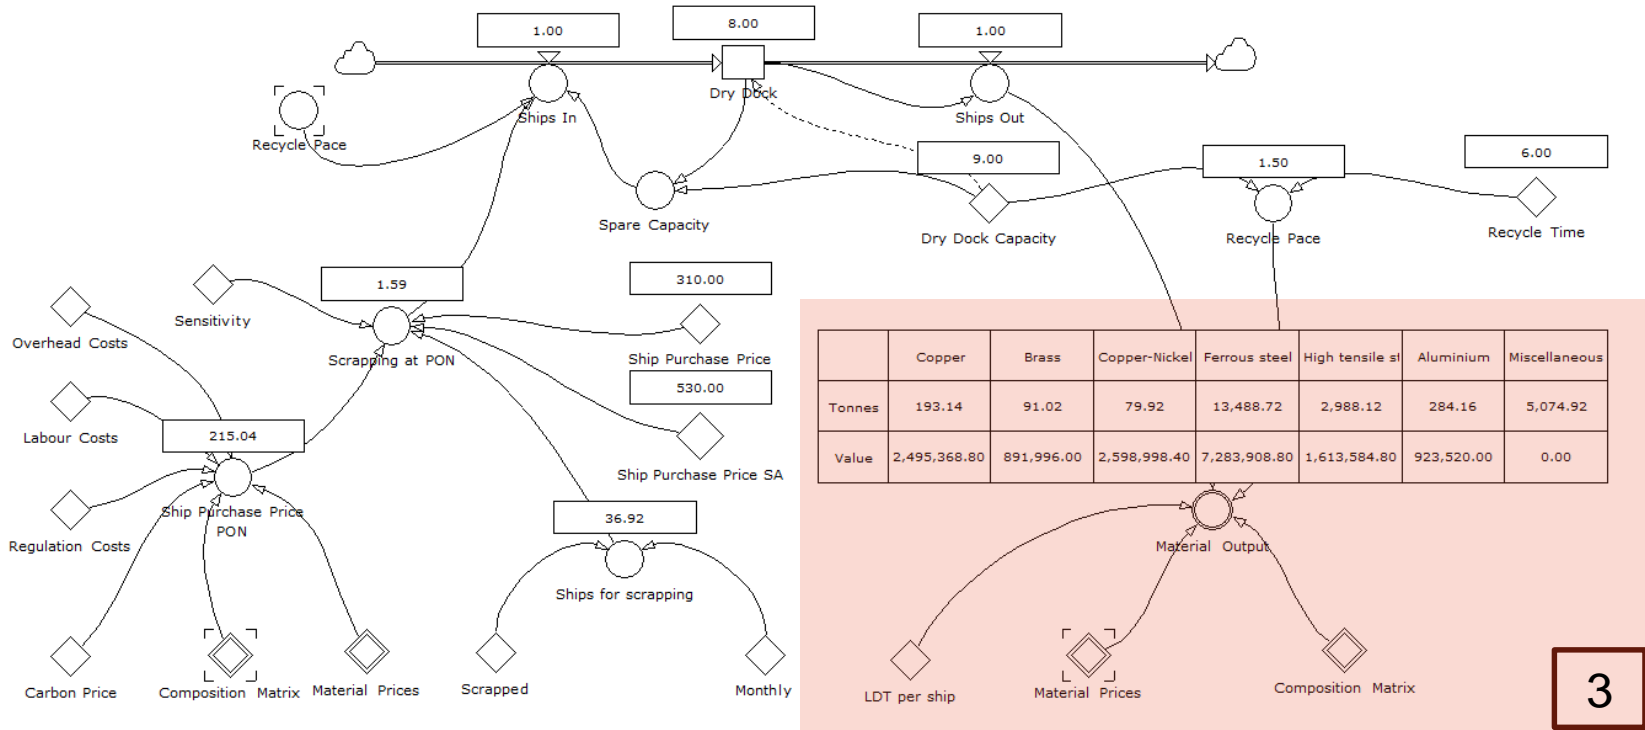 1.00
8.00
1.00
Dry Dock
Ships In
Ships Out
Recycle Pace
9.00
1.50
6.00
Spare Capacity
Dry Dock Capacity
Recycle Pace
Recycle Time
1.59
310.00
Sensitivity
Overhead Costs
Scrapping at PON
Ship Purchase Price
530.00
Labour Costs
215.04
Ship Purchase Price SA
Ship Purchase Price
PON
36.92
Regulation Costs
Ships for scrapping
Carbon Price
Composition Matrix
Material Prices
Scrapped
Monthly
Copper Brass Copper-Nickel Ferrous steel High tensile st Aluminium Miscellaneous
Tonnes 193.14 91.02 79.92 13,488.72 2,988.12 284.16 5,074.92
Value 2,495,368.80 891,996.00 2,598,998.40 7,283,908.80 1,613,584.80 923,520.00 0.00
Material Output
LDT per ship
Material Prices
Composition Matrix
3